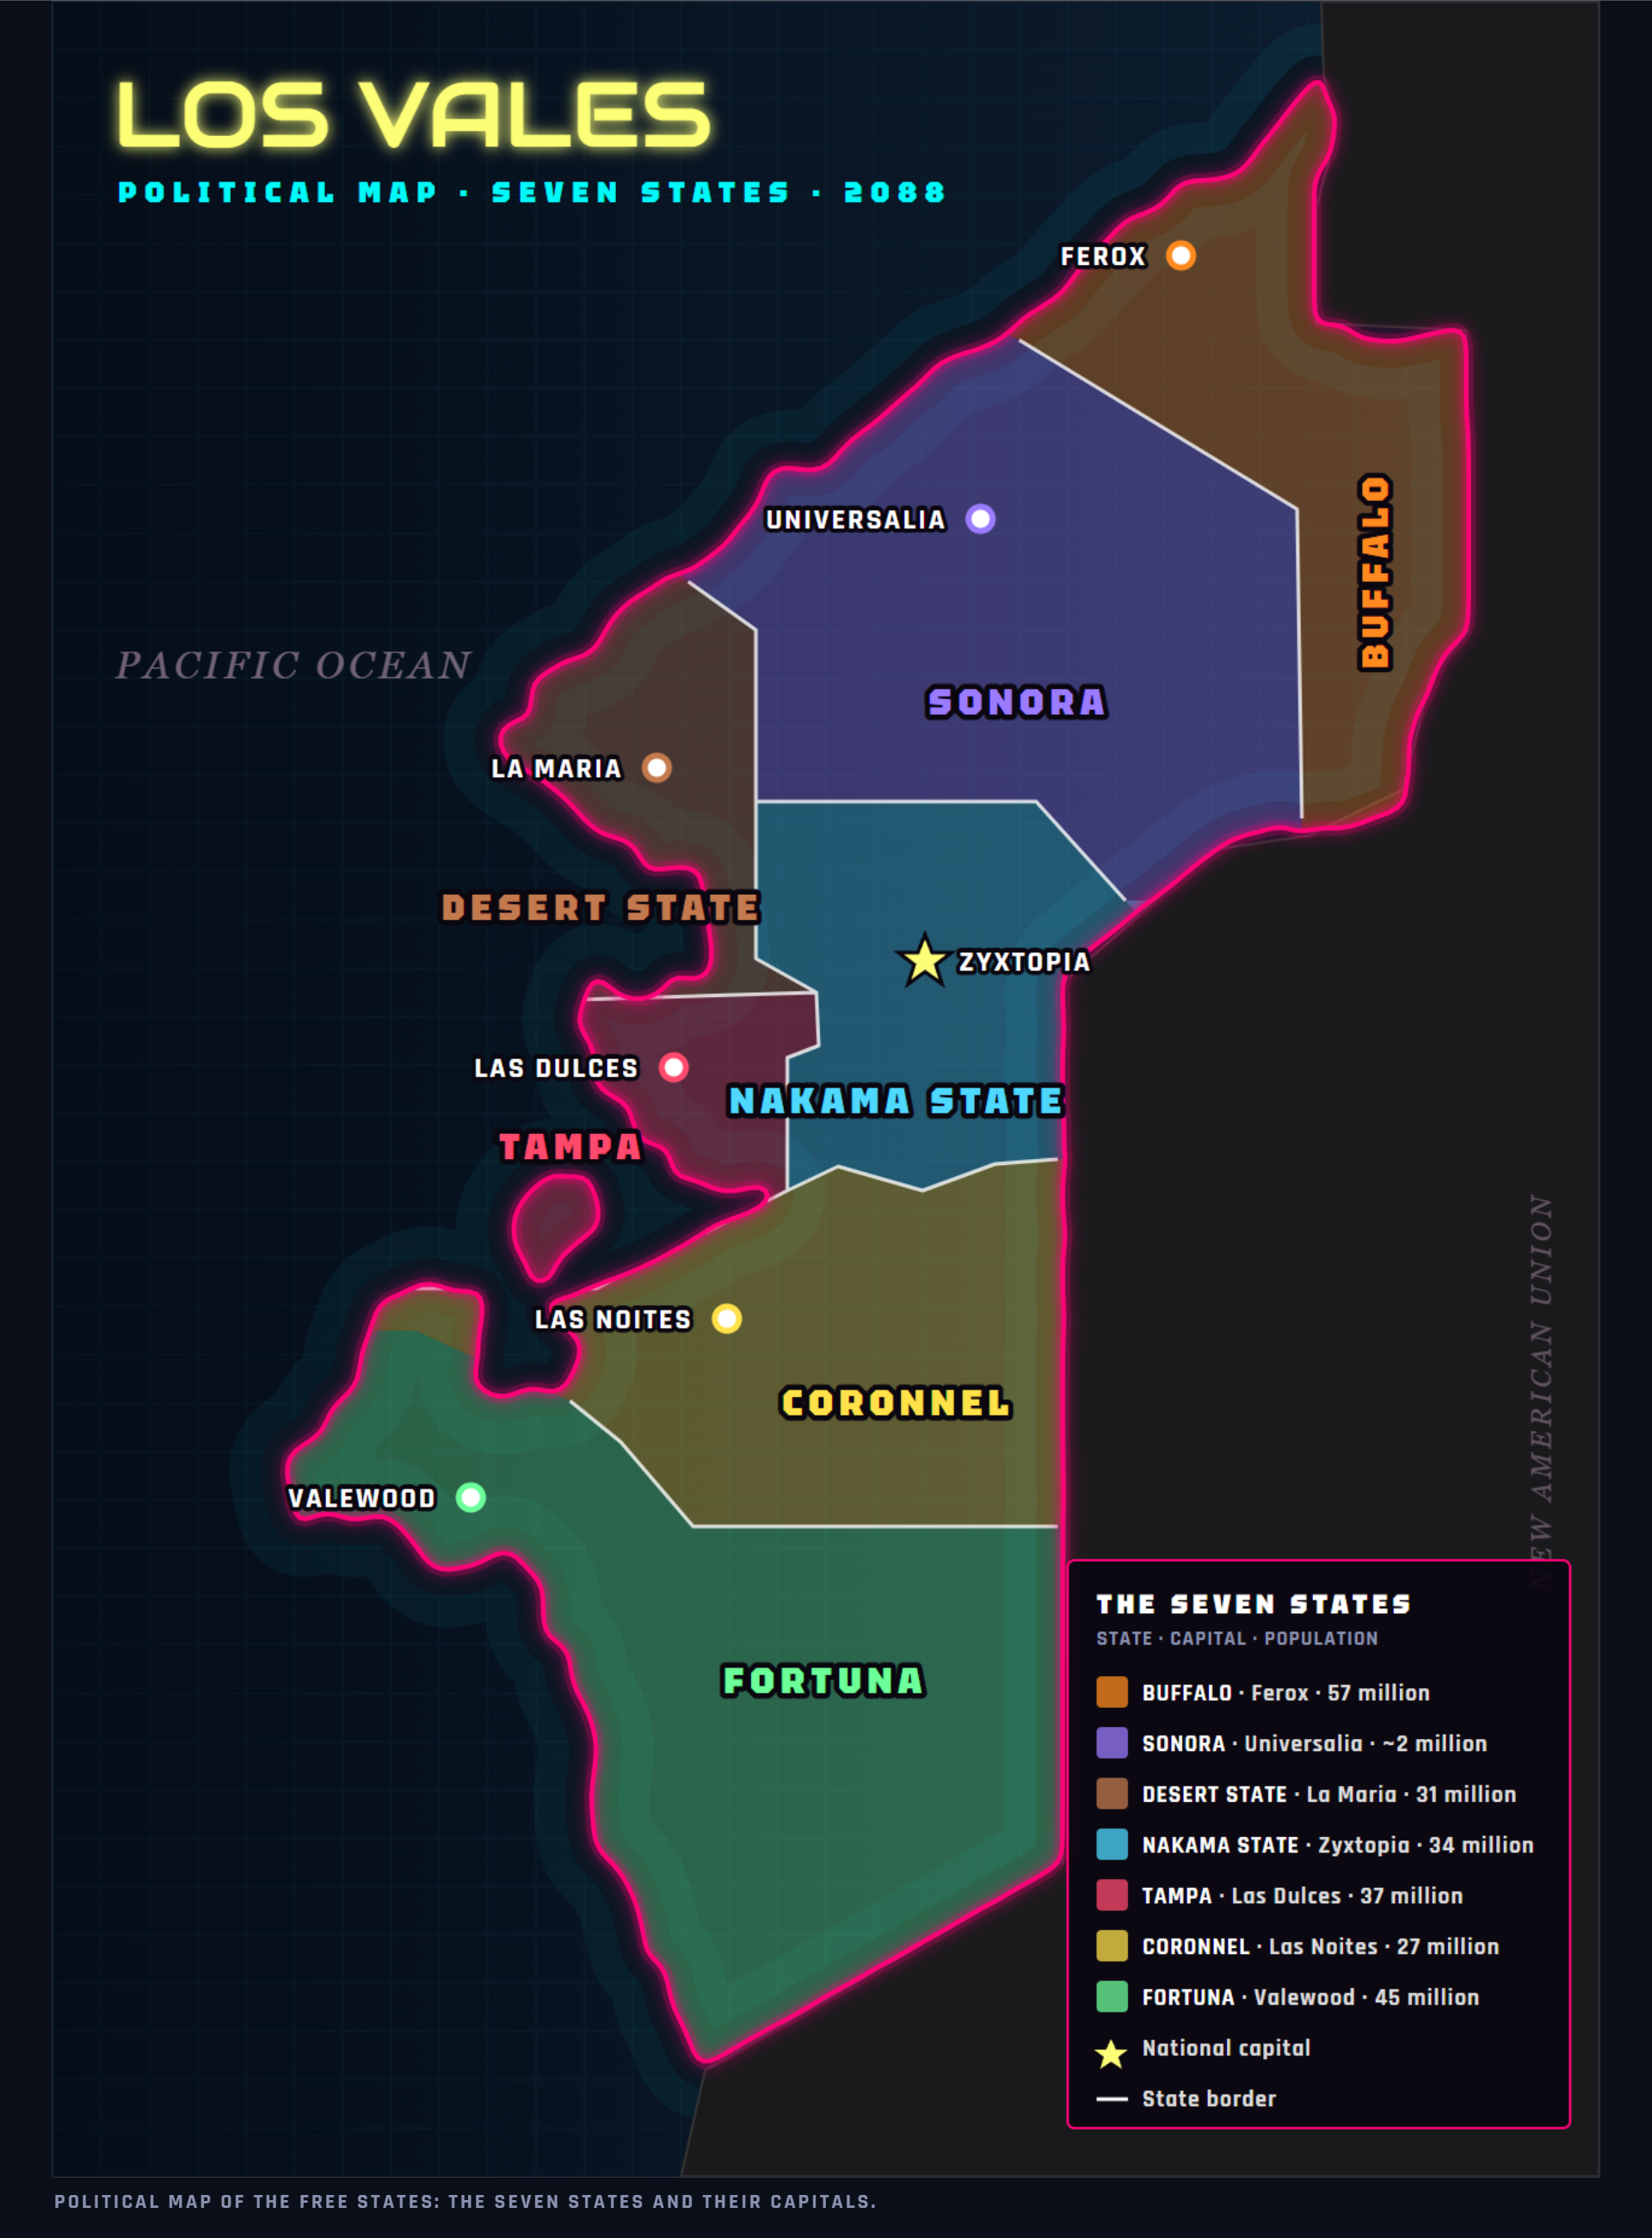 LOS VALES
POLITICAL MAP · SEVEN STATES · 2088
FEROX
BUFFALO
UNIVERSALIA
PACIFIC OCEAN
SONORA
LA MARIA
DESERT STATE
ZYXTOPIA
LAS DULCES
NAKAMA STATE
TAMPA
NEW AMERICAN UNION
LAS NOITES
CORONNEL
VALEWOOD
FORTUNA
THE SEVEN STATES
STATE · CAPITAL · POPULATION
BUFFALO · Ferox · 57 million
SONORA · Universalia · ~2 million
DESERT STATE · La Maria · 31 million
NAKAMA STATE · Zyxtopia · 34 million
TAMPA · Las Dulces · 37 million
CORONNEL · Las Noites · 27 million
FORTUNA · Valewood · 45 million
National capital
State border
POLITICAL MAP OF THE FREE STATES: THE SEVEN STATES AND THEIR CAPITALS.